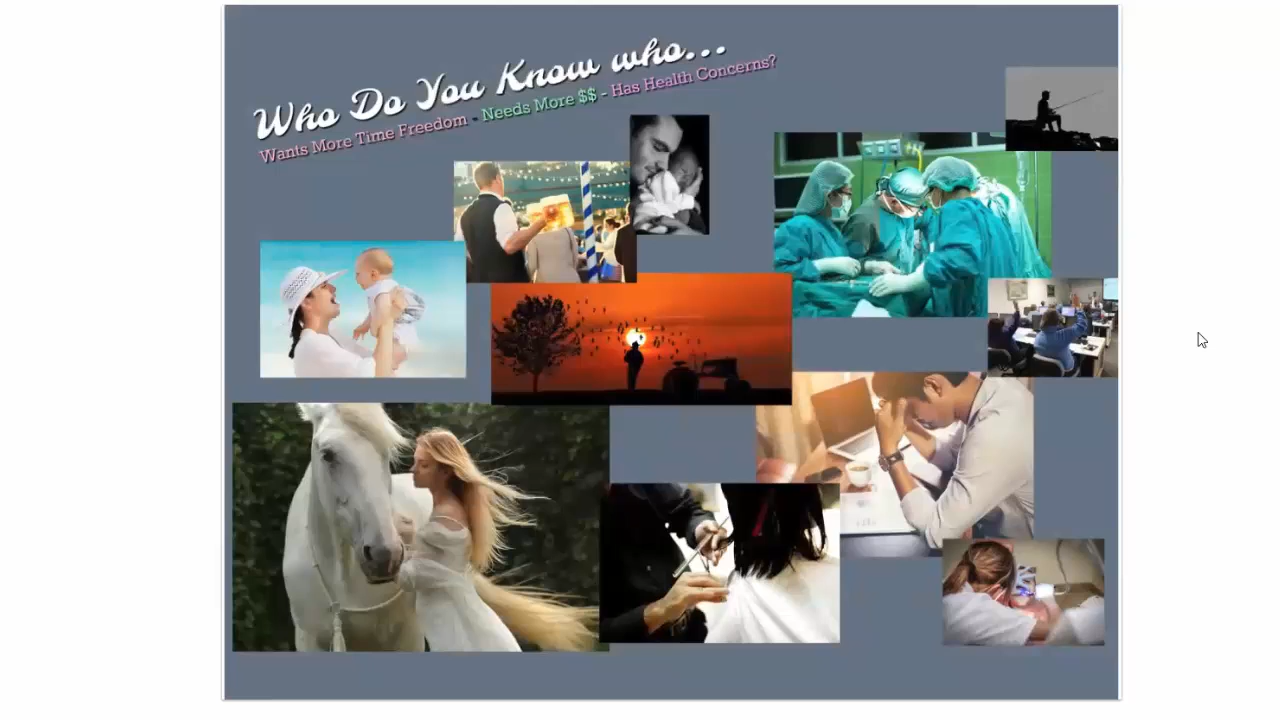 Who Do You Know who...
Wants More Time Freedom - Needs More $$ - Has Health Concerns?